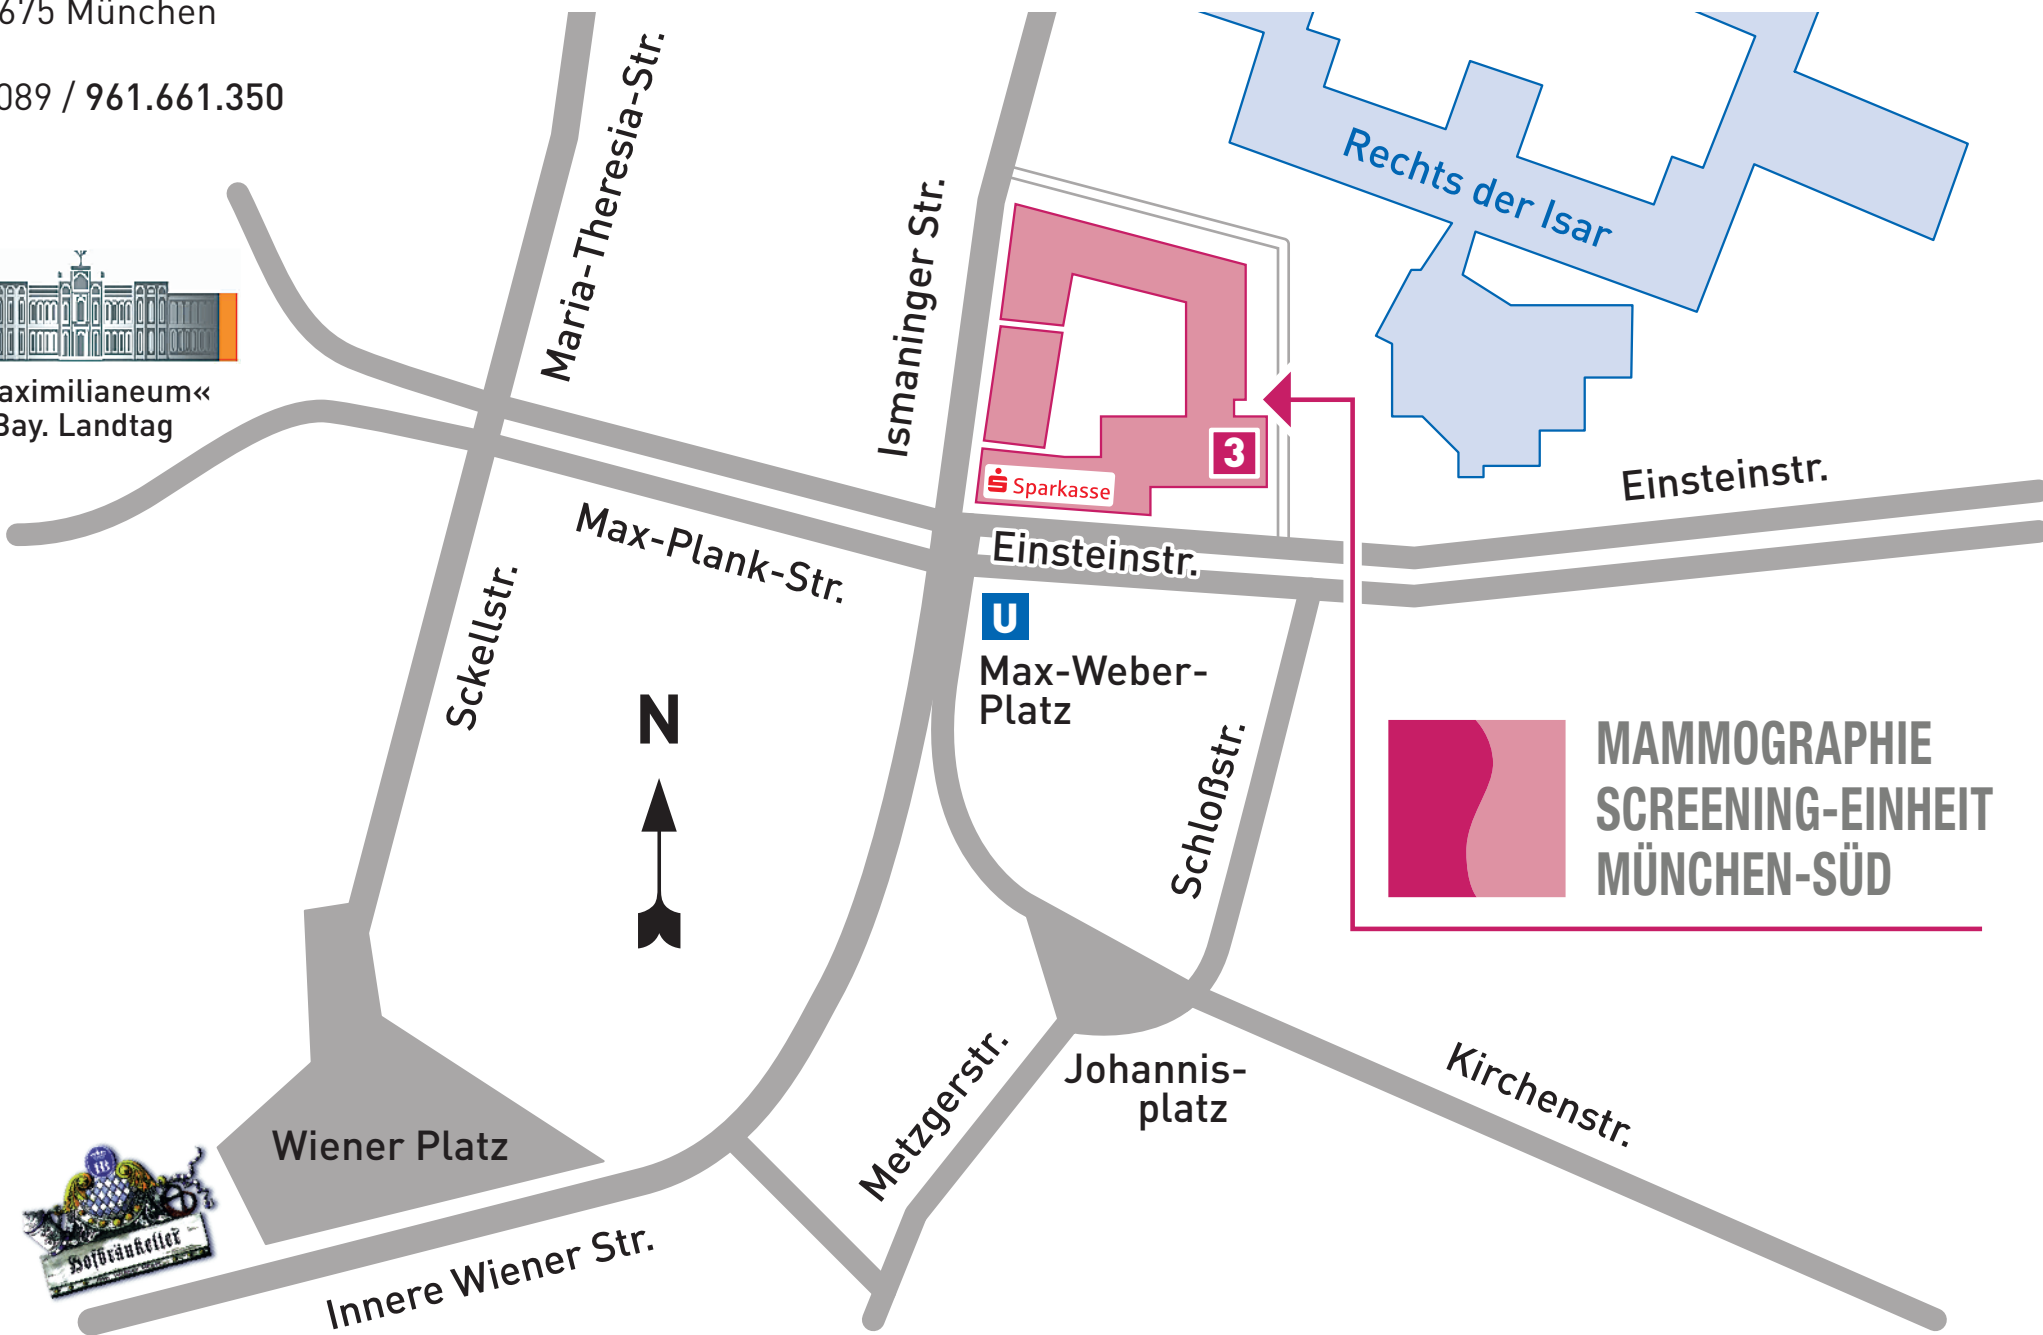 675 München
089 / 961.661.350
Maria-Theresia-Str.
Ismaninger Str.
Rechts der Isar
aximilianeum«
Bay. Landtag
3
Sparkasse
Einsteinstr.
Max-Plank-Str.
Einsteinstr.
Sckellstr.
U
Max-Weber-
Platz
N
Schloßstr.
MAMMOGRAPHIE
SCREENING-EINHEIT
MÜNCHEN-SÜD
Metzgerstr.
Johannis-
platz
Kirchenstr.
Wiener Platz
Hofbräukeller
Innere Wiener Str.